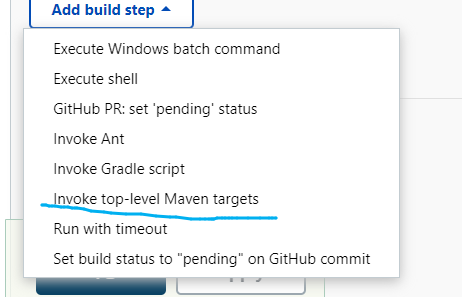 Add build step
Execute Windows batch command
Execute shell
GitHub PR: set 'pending' status
Invoke Ant
Invoke Gradle script
Invoke top-level Maven targets
Run with timeout
Set build status to "pending" on GitHub commit